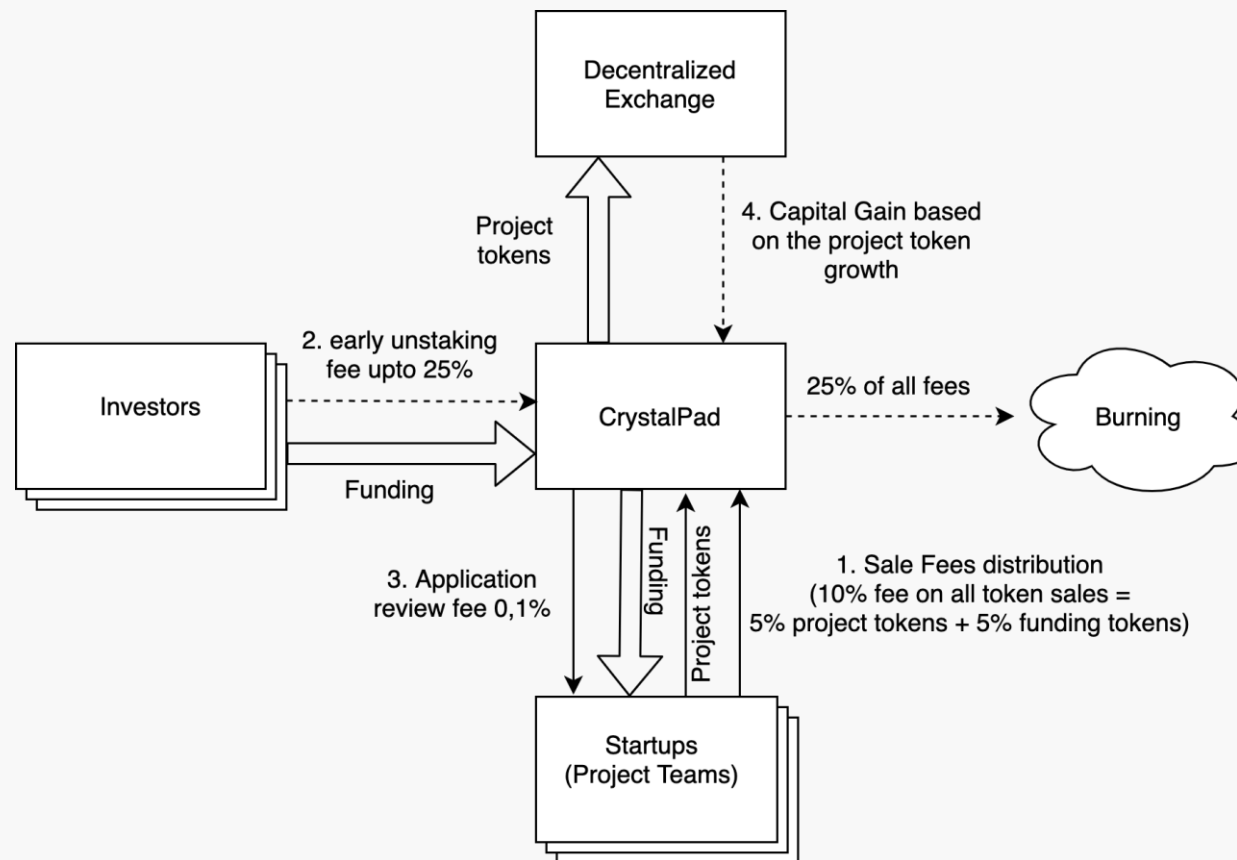 Decentralized
Exchange
Project
tokens
4. Capital Gain based
on the project token
growth
2. early unstaking
fee upto 25%
Investors
CrystalPad
25% of all fees
Burning
Funding
3. Application
review fee 0,1%
Funding
Project tokens
1. Sale Fees distribution
(10% fee on all token sales =
5% project tokens + 5% funding tokens)
Startups
(Project Teams)